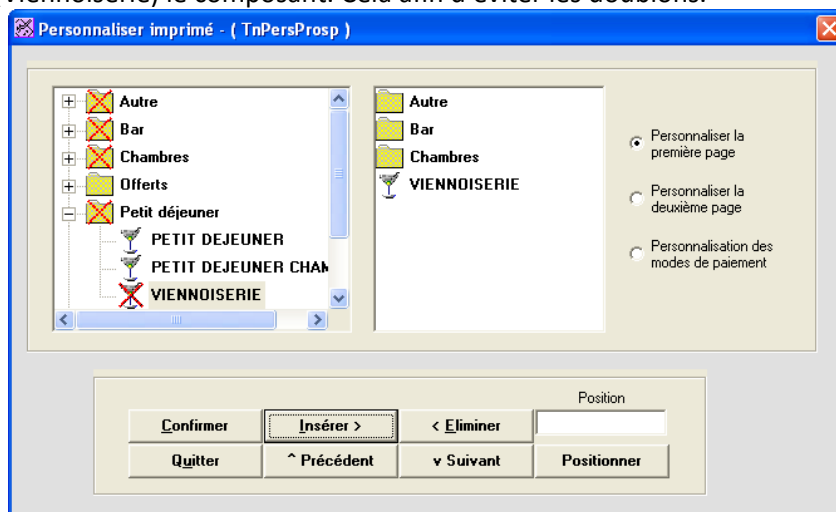 viennoiserie, le composant. Cela afin d'éviter les doublons.
Personnaliser imprimé - ( TnPersProsp )
Autre
Bar
Chambres
Offerts
Petit déjeuner
PETIT DEJEUNER
PETIT DEJEUNER CHAM
VIENNOISERIE
Autre
Bar
Chambres
VIENNOISERIE
Personnaliser la
première page
Personnaliser la
deuxième page
Personnalisation des
modes de paiement
Position
Confirmer
Insérer >
< Eliminer
Quitter
^ Précédent
v Suivant
Positionner